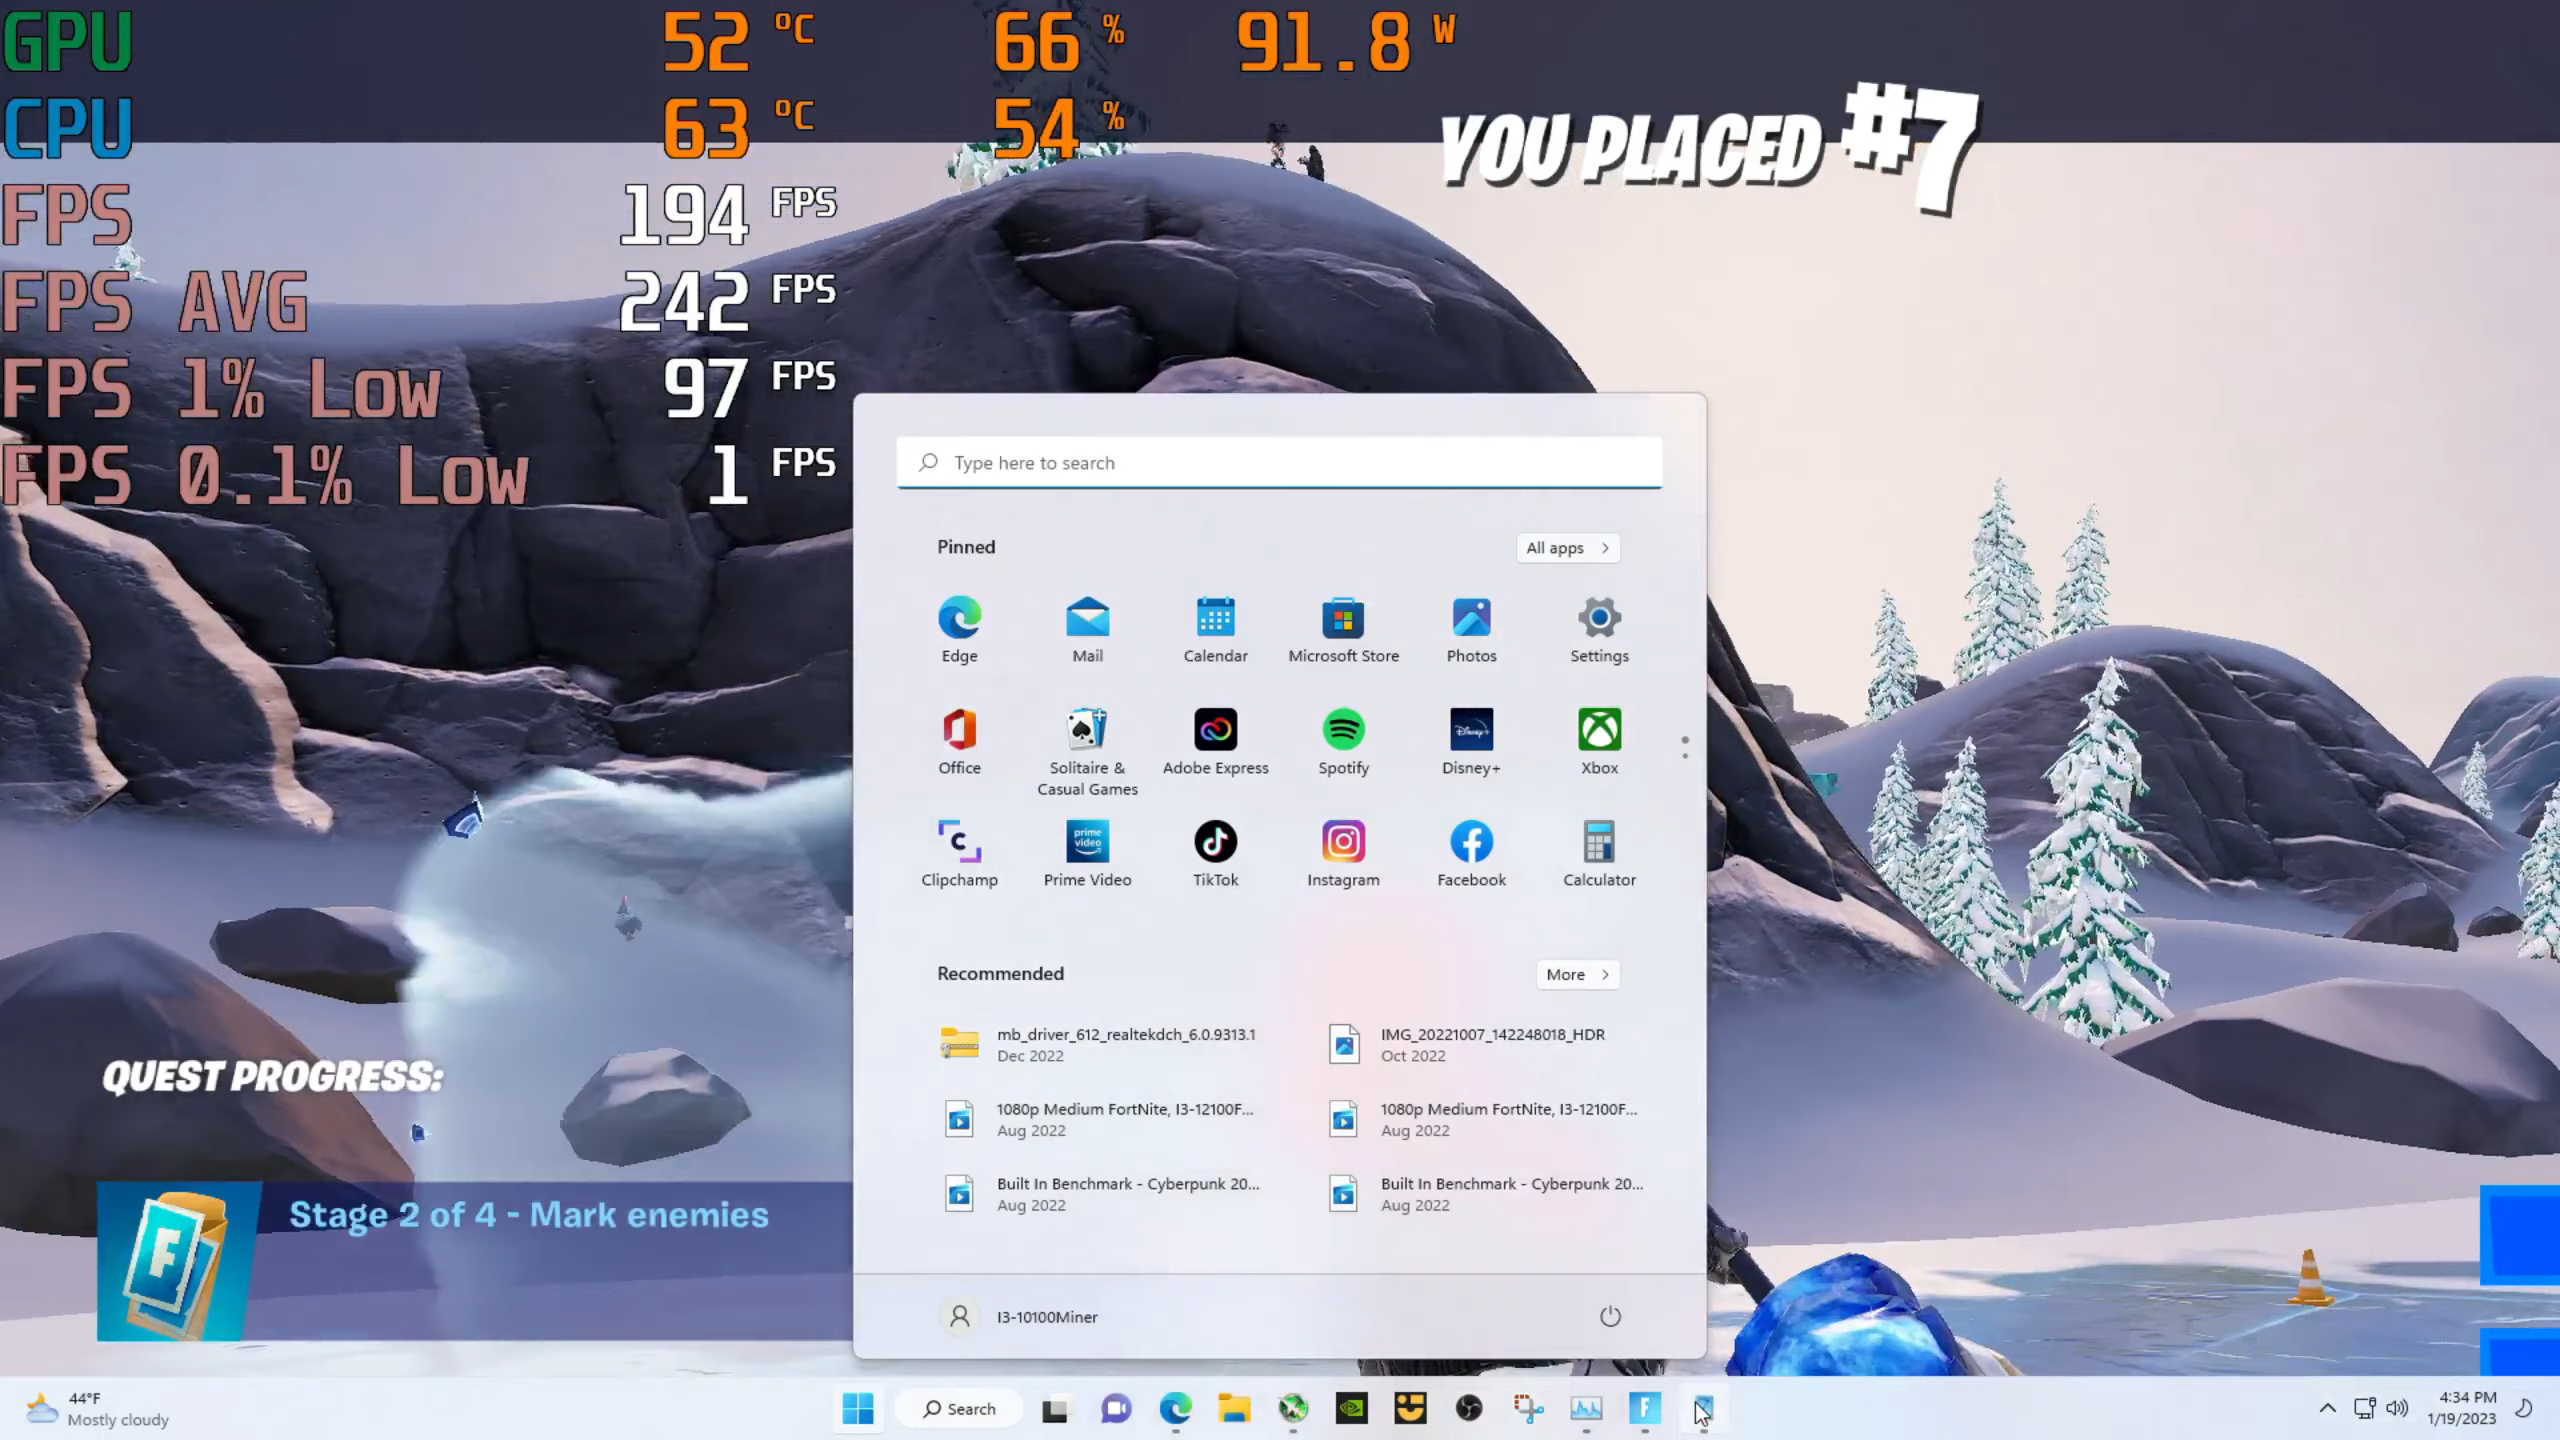 GPU 52 °C 66 % 91.8 W
CPU 63 °C 54 %
YOU PLACED #7
FPS 194 FPS
FPS AVG 242 FPS
FPS 1% Low 97 FPS
FPS 0.1% Low 1 FPS
Type here to search
Pinned
All apps
Edge
Mail
Calendar
Microsoft Store
Photos
Settings
Office
Solitaire &
Casual Games
Adobe Express
Spotify
Disney+
Disney+
Xbox
Clipchamp
prime
video
Prime Video
TikTok
Instagram
Facebook
Calculator
Recommended
More
mb_driver_612_realtekdch_6.0.9313.1
Dec 2022
IMG_20221007_142248018_HDR
Oct 2022
1080p Medium FortNite, I3-12100F...
Aug 2022
1080p Medium FortNite, I3-12100F...
Aug 2022
Built In Benchmark - Cyberpunk 20...
Aug 2022
Built In Benchmark - Cyberpunk 20...
Aug 2022
I3-10100Miner
QUEST PROGRESS:
F
Stage 2 of 4 - Mark enemies
44°F
Mostly cloudy
Search
F
4:34 PM
1/19/2023